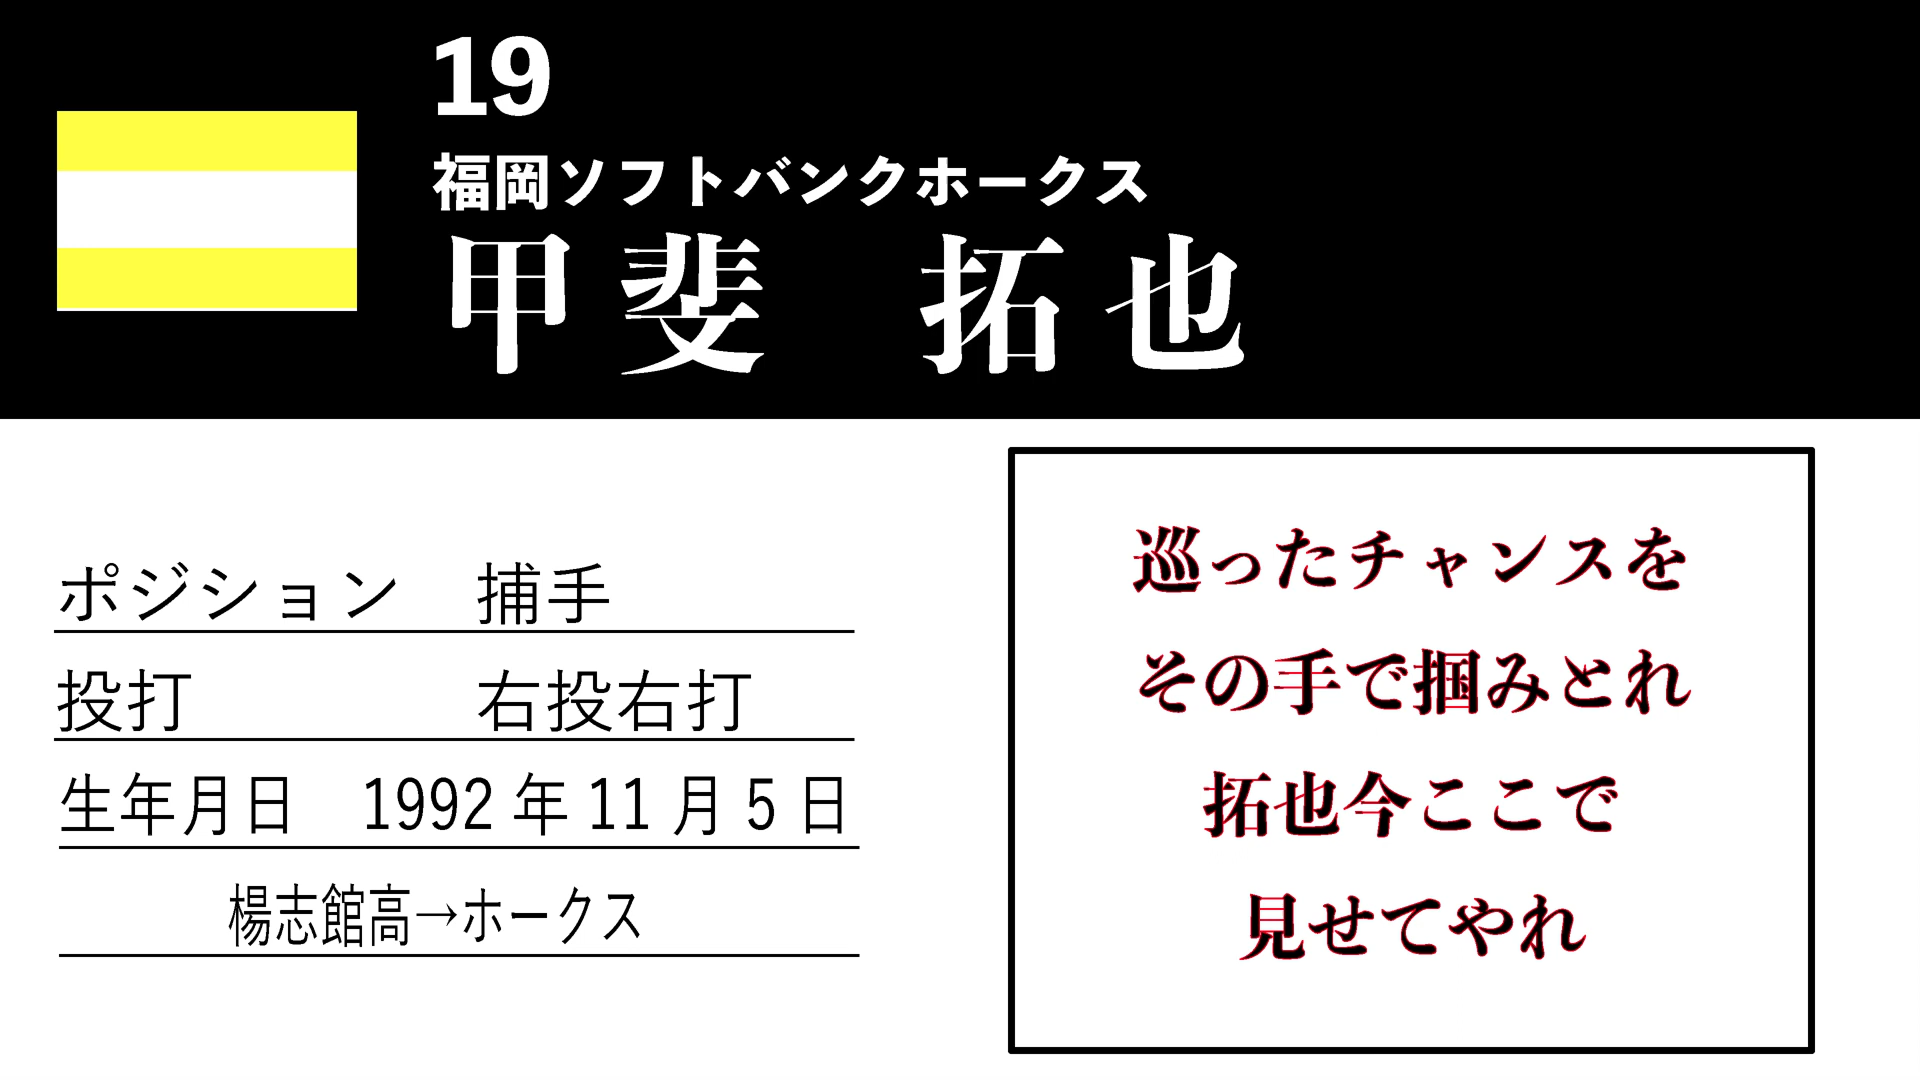 19
福岡ソフトバンクホークス
甲斐　拓也
ポジション　捕手
投打　右投右打
生年月日　1992年11月5日
楊志館高→ホークス
巡ったチャンスを
その手で掴みとれ
拓也今ここで
見せてやれ